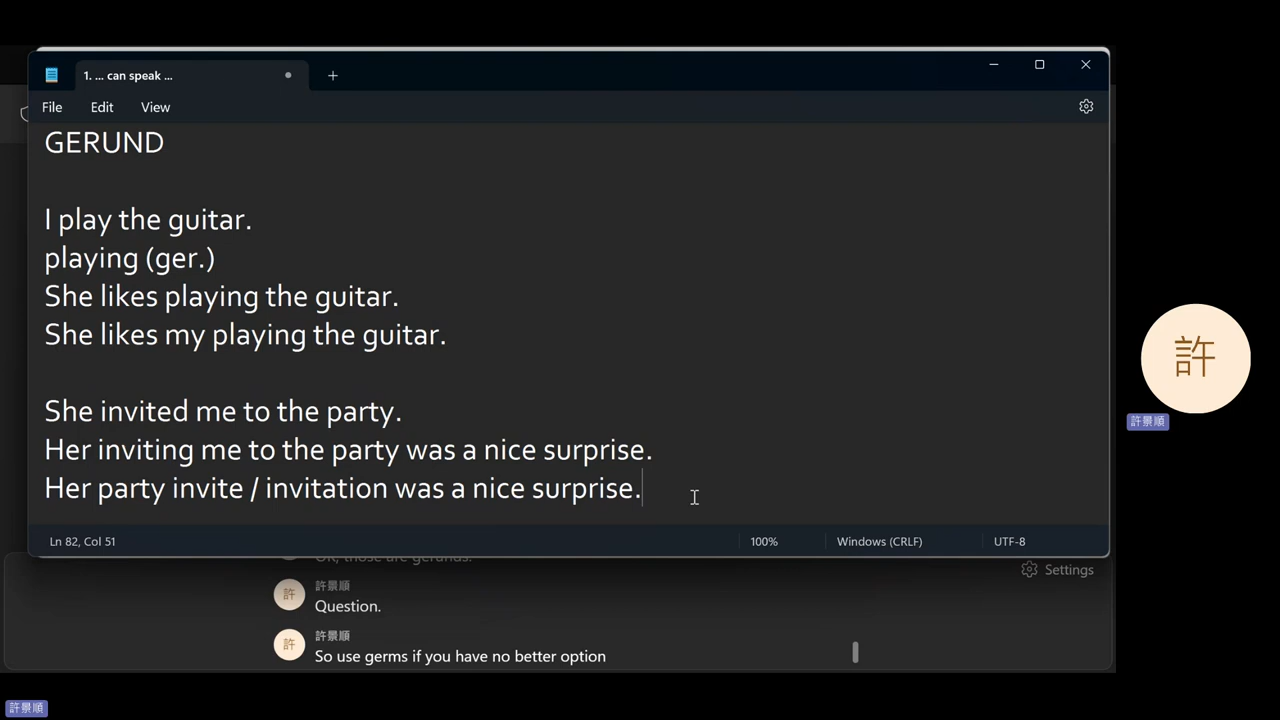 1. ... can speak ...
File Edit View
GERUND
I play the guitar.
playing (ger.)
She likes playing the guitar.
She likes my playing the guitar.
She invited me to the party.
Her inviting me to the party was a nice surprise.
Her party invite / invitation was a nice surprise.
Ln 82, Col 51 100% Windows (CRLF) UTF-8
Settings
許景順
許 Question.
許景順
許 So use germs if you have no better option
許
許景順
許景順